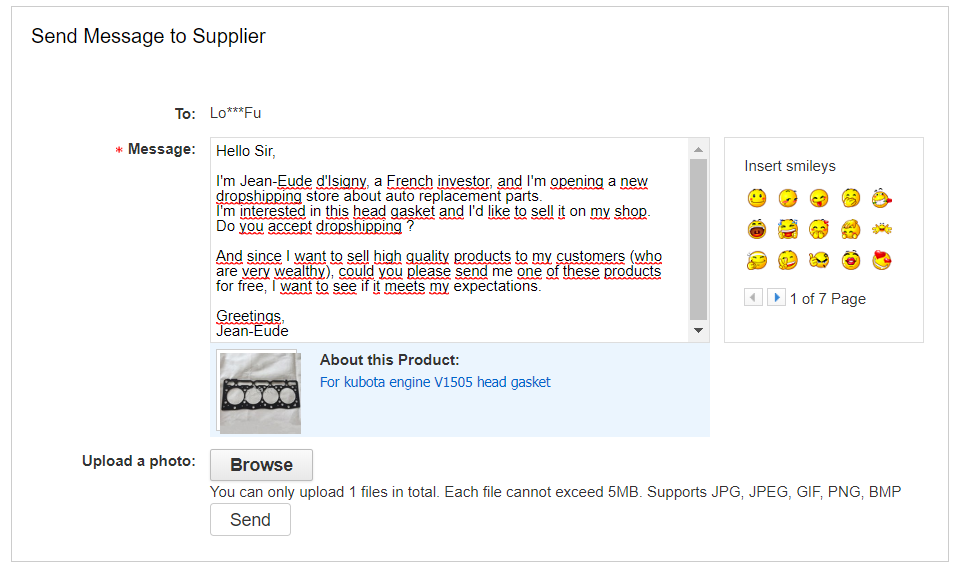 Send Message to Supplier
To: Lo***Fu
* Message:
Hello Sir,
I'm Jean-Eude d'Isigny, a French investor, and I'm opening a new
dropshipping store about auto replacement parts.
I'm interested in this head gasket and I'd like to sell it on my shop.
Do you accept dropshipping ?
And since I want to sell high quality products to my customers (who
are very wealthy), could you please send me one of these products
for free, I want to see if it meets my expectations.
Greetings,
Jean-Eude
Insert smileys
1 of 7 Page
About this Product:
For kubota engine V1505 head gasket
Upload a photo:
Browse
You can only upload 1 files in total. Each file cannot exceed 5MB. Supports JPG, JPEG, GIF, PNG, BMP
Send